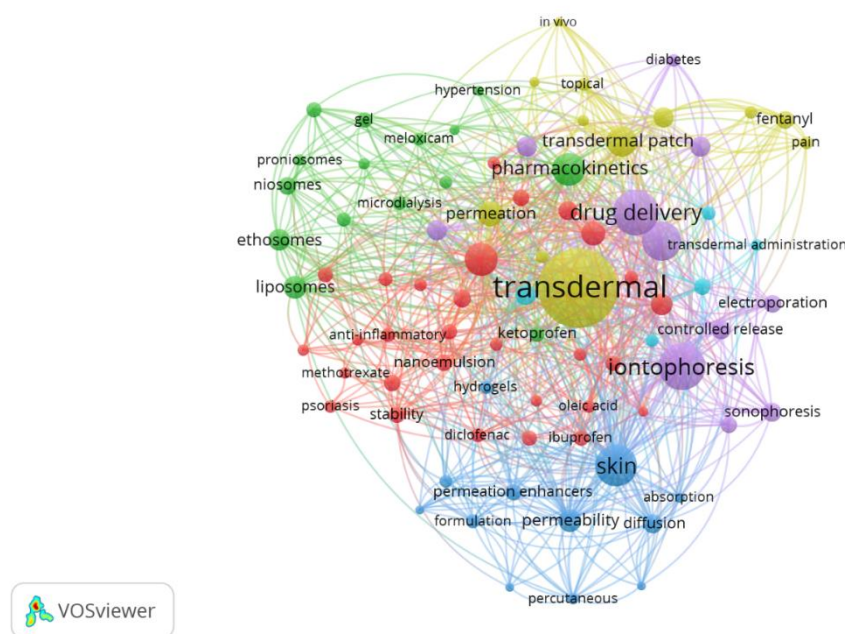 in vivo
diabetes
topical
hypertension
fentanyl
gel
meloxicam
transdermal patch
pain
proniosomes
pharmacokinetics
niosomes
microdialysis
permeation
drug delivery
ethosomes
transdermal administration
liposomes
transdermal
electroporation
anti-inflammatory
ketoprofen
controlled release
nanoemulsion
iontophoresis
methotrexate
hydrogels
psoriasis
oleic acid
stability
sonophoresis
diclofenac
ibuprofen
skin
permeation enhancers
absorption
formulation
permeability
diffusion
percutaneous
VOSviewer